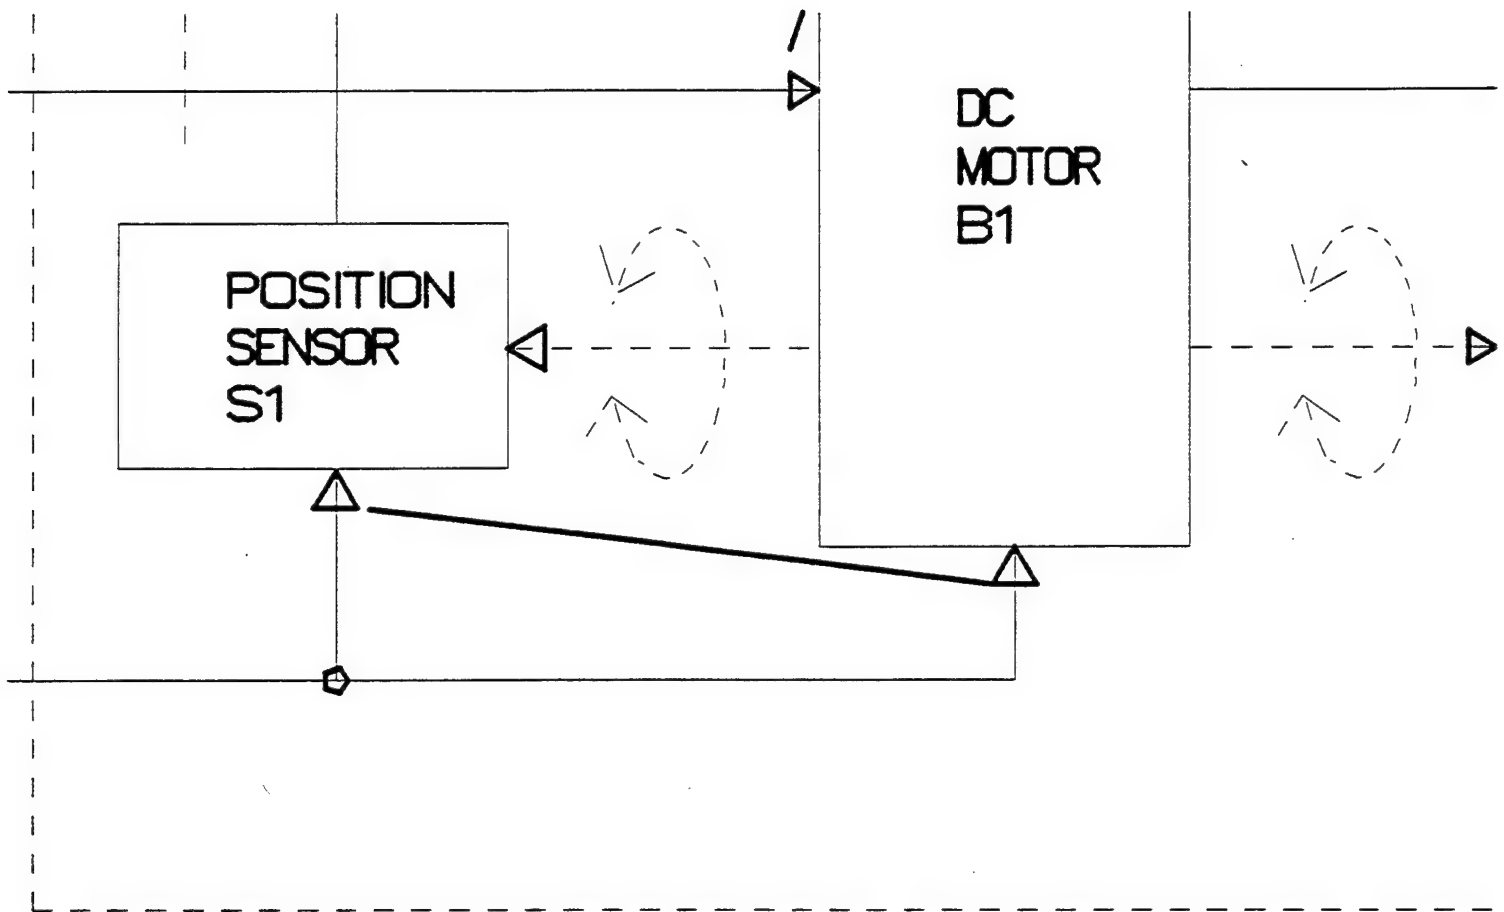 DC
MOTOR
B1
POSITION
SENSOR
S1